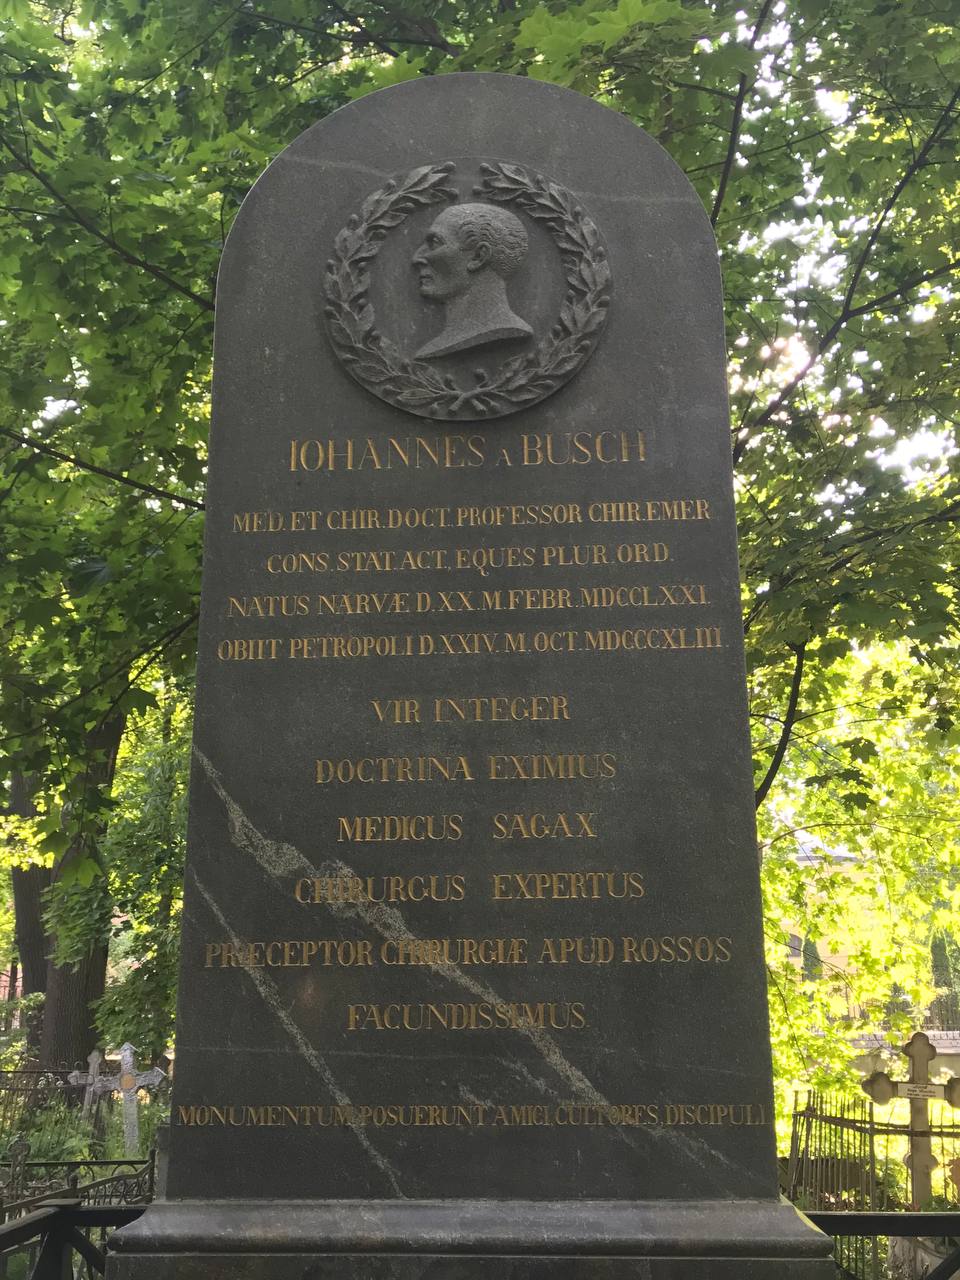 IOHANNES A BUSCH
MED. ET CHIR. DOCT. PROFESSOR CHIR. EMER
CONS. STAT. ACT. EQUES PLUR. ORD.
NATUS NARVÆ D. XX. M. FEBR. MDCCLXXI.
OBIIT PETROPOLI D. XXIV. M. OCT. MDCCCXLIII
VIR INTEGER
DOCTRINA EXIMIUS
MEDICUS SAGAX
CHIRURGUS EXPERTUS
PRÆCEPTOR CHIRURGIÆ APUD ROSSOS
FACUNDISSIMUS
MONUMENTUM POSUERUNT AMICI, CULTORES, DISCIPULI